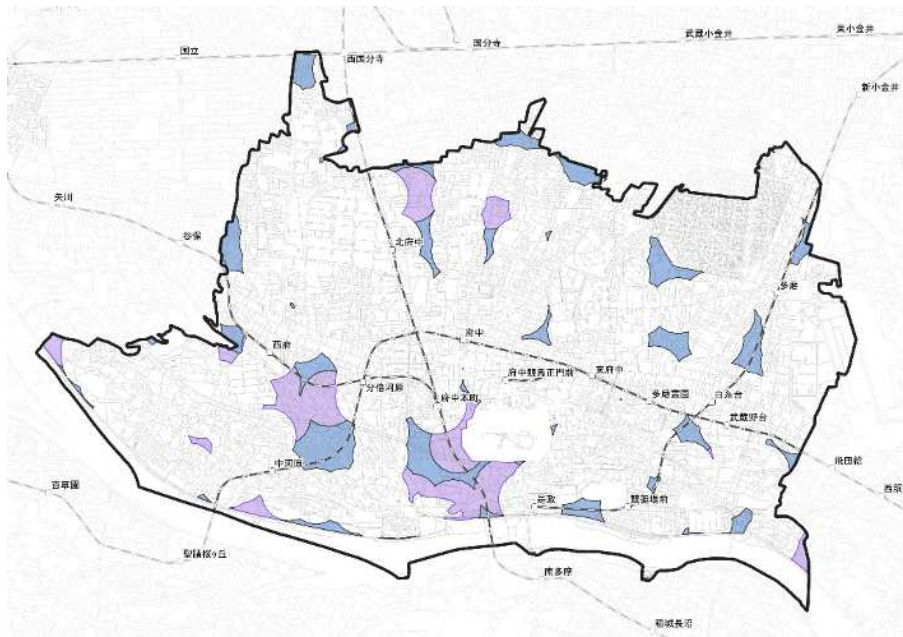 東小金井
武蔵小金井
国分寺
国立
西国分寺
新小金井
矢川
谷保
北府中
多磨
府中
西府
府中競馬正門前
東府中
分倍河原
多磨霊園
白糸台
府中本町
武蔵野台
飛田給
中河原
百草園
是政
競艇場前
聖蹟桜ヶ丘
南多摩
稲城長沼